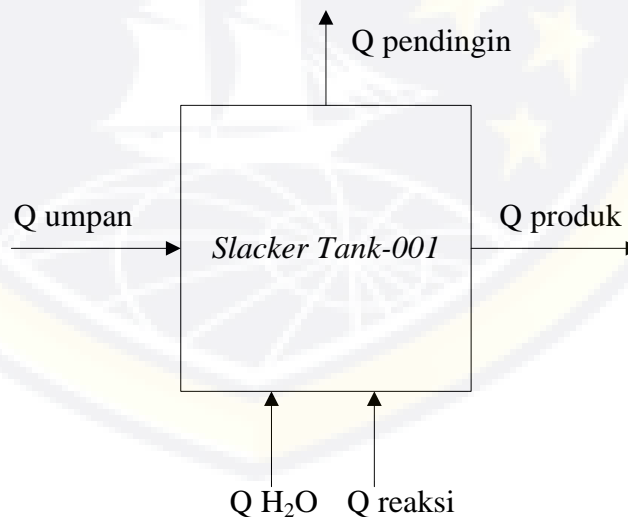 Q pendingin
Q umpan
Slacker Tank-001
Q produk
Q H₂O
Q reaksi